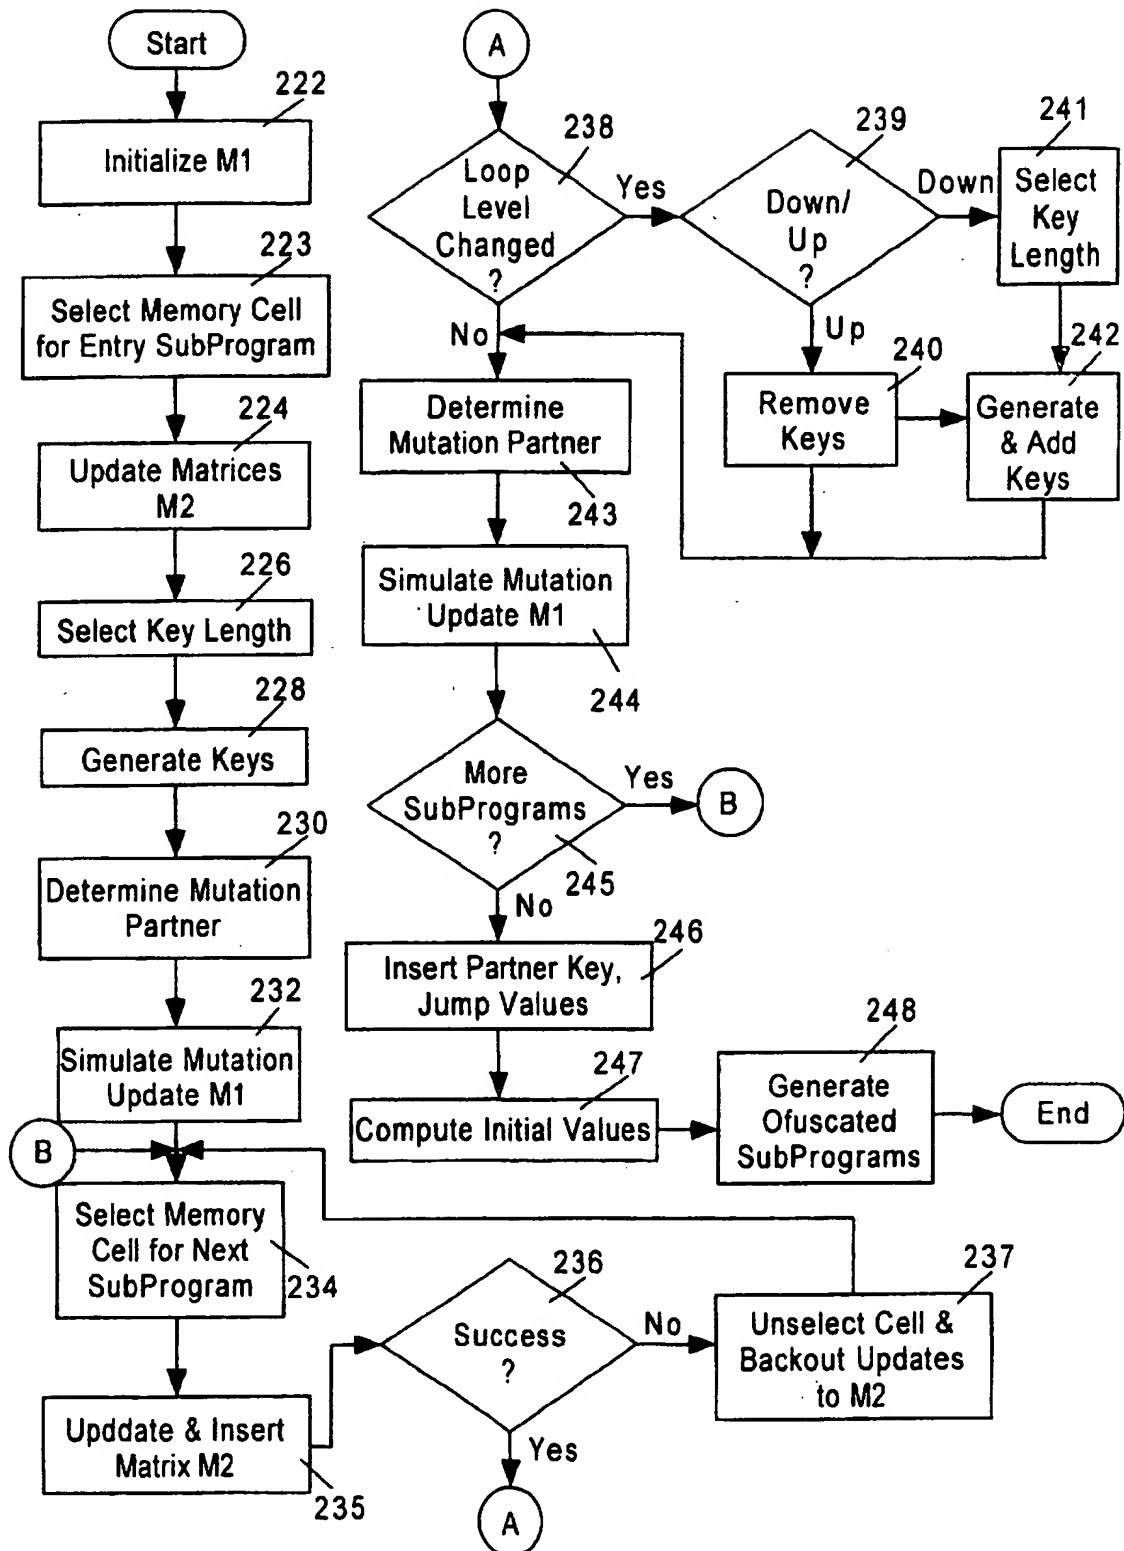 Start
222
Initialize M1
223
Select Memory Cell
for Entry SubProgram
224
Update Matrices
M2
226
Select Key Length
228
Generate Keys
230
Determine Mutation
Partner
232
Simulate Mutation
Update M1
B
Select Memory
Cell for Next
SubProgram
234
Upddate & Insert
Matrix M2
235
236
Success
?
No
Yes
A
237
Unselect Cell &
Backout Updates
to M2
A
238
Loop
Level
Changed
?
Yes
No
239
Down/
Up
?
Down
Up
241
Select
Key
Length
240
Remove
Keys
242
Generate
& Add
Keys
Determine
Mutation Partner
243
Simulate Mutation
Update M1
244
More
SubPrograms
?
Yes
B
245
No
246
Insert Partner Key,
Jump Values
247
Compute Initial Values
248
Generate
Ofuscated
SubPrograms
End